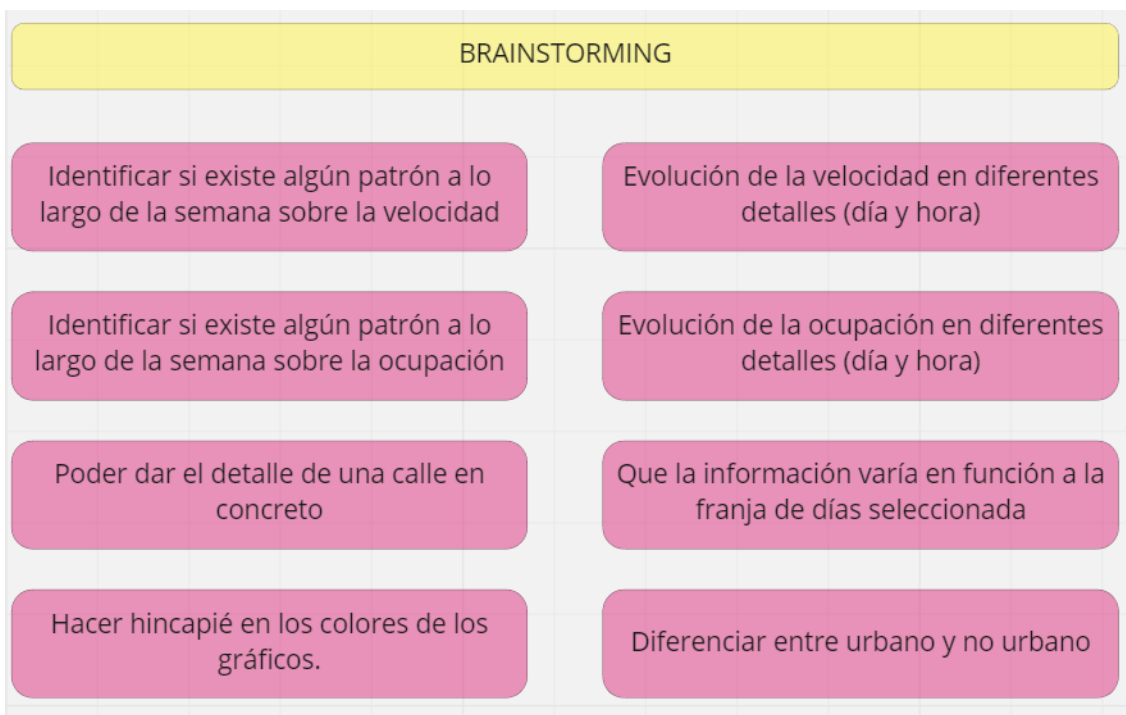 BRAINSTORMING
Identificar si existe algún patrón a lo
largo de la semana sobre la velocidad
Evolución de la velocidad en diferentes
detalles (día y hora)
Identificar si existe algún patrón a lo
largo de la semana sobre la ocupación
Evolución de la ocupación en diferentes
detalles (día y hora)
Poder dar el detalle de una calle en
concreto
Que la información varía en función a la
franja de días seleccionada
Hacer hincapié en los colores de los
gráficos.
Diferenciar entre urbano y no urbano